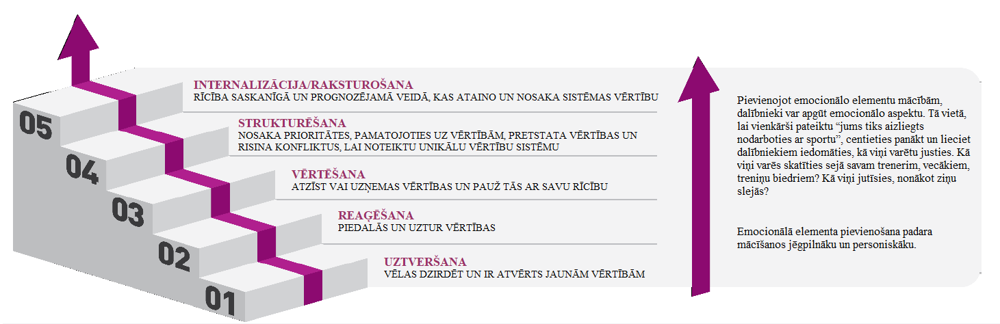 INTERNALIZĀCIJA/RAKSTUROŠANA
RĪCĪBA SASKANĪGĀ UN PROGNOZĒJAMĀ VEIDĀ, KAS ATAINO UN NOSAKA SISTĒMAS VĒRTĪBU
05
STRUKTURĒŠANA
NOSAKA PRIORITĀTES, PAMATOJOTIES UZ VĒRTĪBĀM, PRETSTATA VĒRTĪBAS UN
RISINA KONFLIKTUS, LAI NOTEIKTU UNIKĀLU VĒRTĪBU SISTĒMU
04
VĒRTĒŠANA
ATZĪST VAI UZŅEMAS VĒRTĪBAS UN PAUŽ TĀS AR SAVU RĪCĪBU
03
REAĢĒŠANA
PIEDALĀS UN UZTUR VĒRTĪBAS
02
UZTVERŠANA
VĒLAS DZIRDĒT UN IR ATVĒRTS JAUNĀM VĒRTĪBĀM
01
Pievienojot emocionālo elementu mācībām,
dalībnieki var apgūt emocionālo aspektu. Tā vietā,
lai vienkārši pateiktu “jums tiks aizliegts
nodarboties ar sportu”, centieties panākt un lieciet
dalībniekiem iedomāties, kā viņi varētu justies. Kā
viņi varēs skatīties sejā savam trenerim, vecākiem,
treniņu biedriem? Kā viņi jutīsies, nonākot ziņu
slejās?
Emocionālā elementa pievienošana padara
mācīšanos jēgpilnāku un personiskāku.